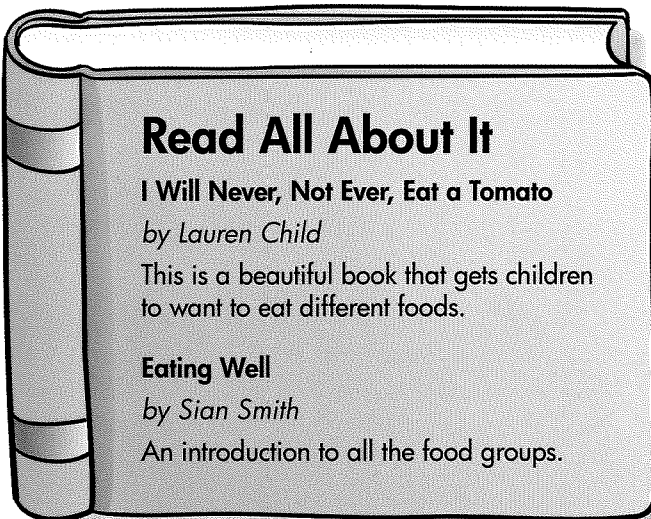 Read All About It
I Will Never, Not Ever, Eat a Tomato
by Lauren Child
This is a beautiful book that gets children
to want to eat different foods.
Eating Well
by Sian Smith
An introduction to all the food groups.